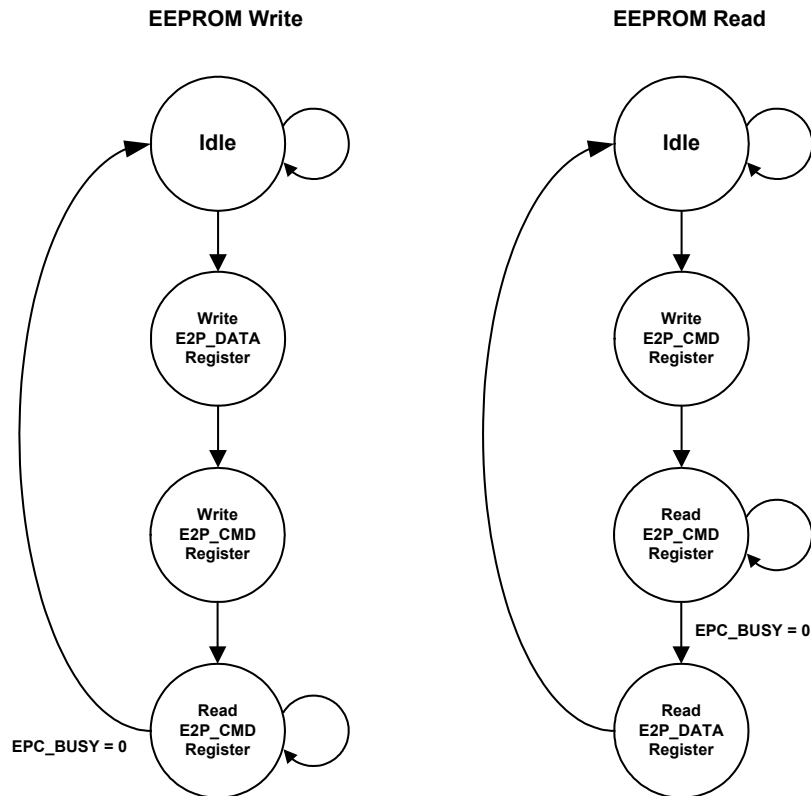 EEPROM Write
Idle
Write
E2P_DATA
Register
Write
E2P_CMD
Register
Read
E2P_CMD
Register
EPC_BUSY = 0
EEPROM Read
Idle
Write
E2P_CMD
Register
Read
E2P_CMD
Register
EPC_BUSY = 0
Read
E2P_DATA
Register